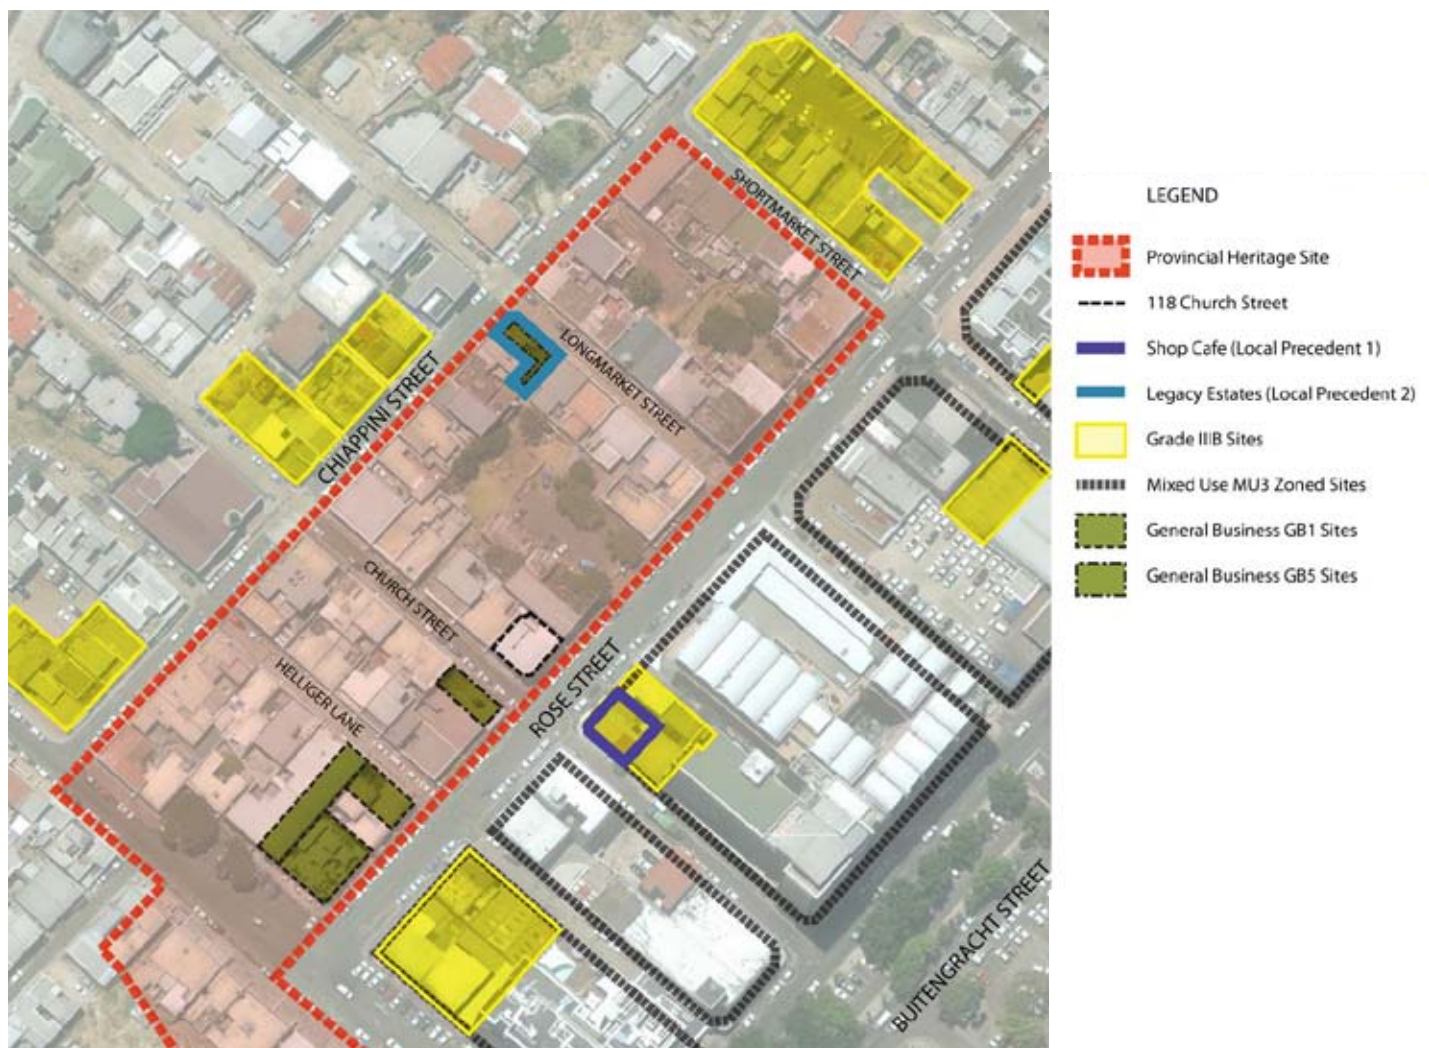 SHORTMARKET STREET
LONGMARKET STREET
CHIAPPINI STREET
CHURCH STREET
HELLIGER LANE
ROSE STREET
BUITENGRACHT STREET
LEGEND
Provincial Heritage Site
118 Church Street
Shop Cafe (Local Precedent 1)
Legacy Estates (Local Precedent 2)
Grade IIIB Sites
Mixed Use MU3 Zoned Sites
General Business GB1 Sites
General Business GB5 Sites